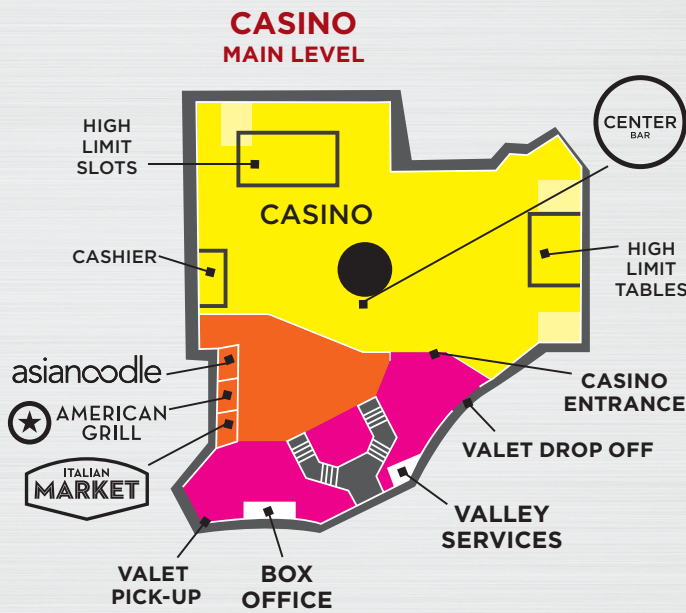 CASINO
MAIN LEVEL
CENTER
BAR
HIGH
LIMIT
SLOTS
CASINO
CASHIER
HIGH
LIMIT
TABLES
asianoodle
AMERICAN
GRILL
CASINO
ENTRANCE
VALET DROP OFF
ITALIAN
MARKET
VALLEY
SERVICES
VALET
PICK-UP
BOX
OFFICE